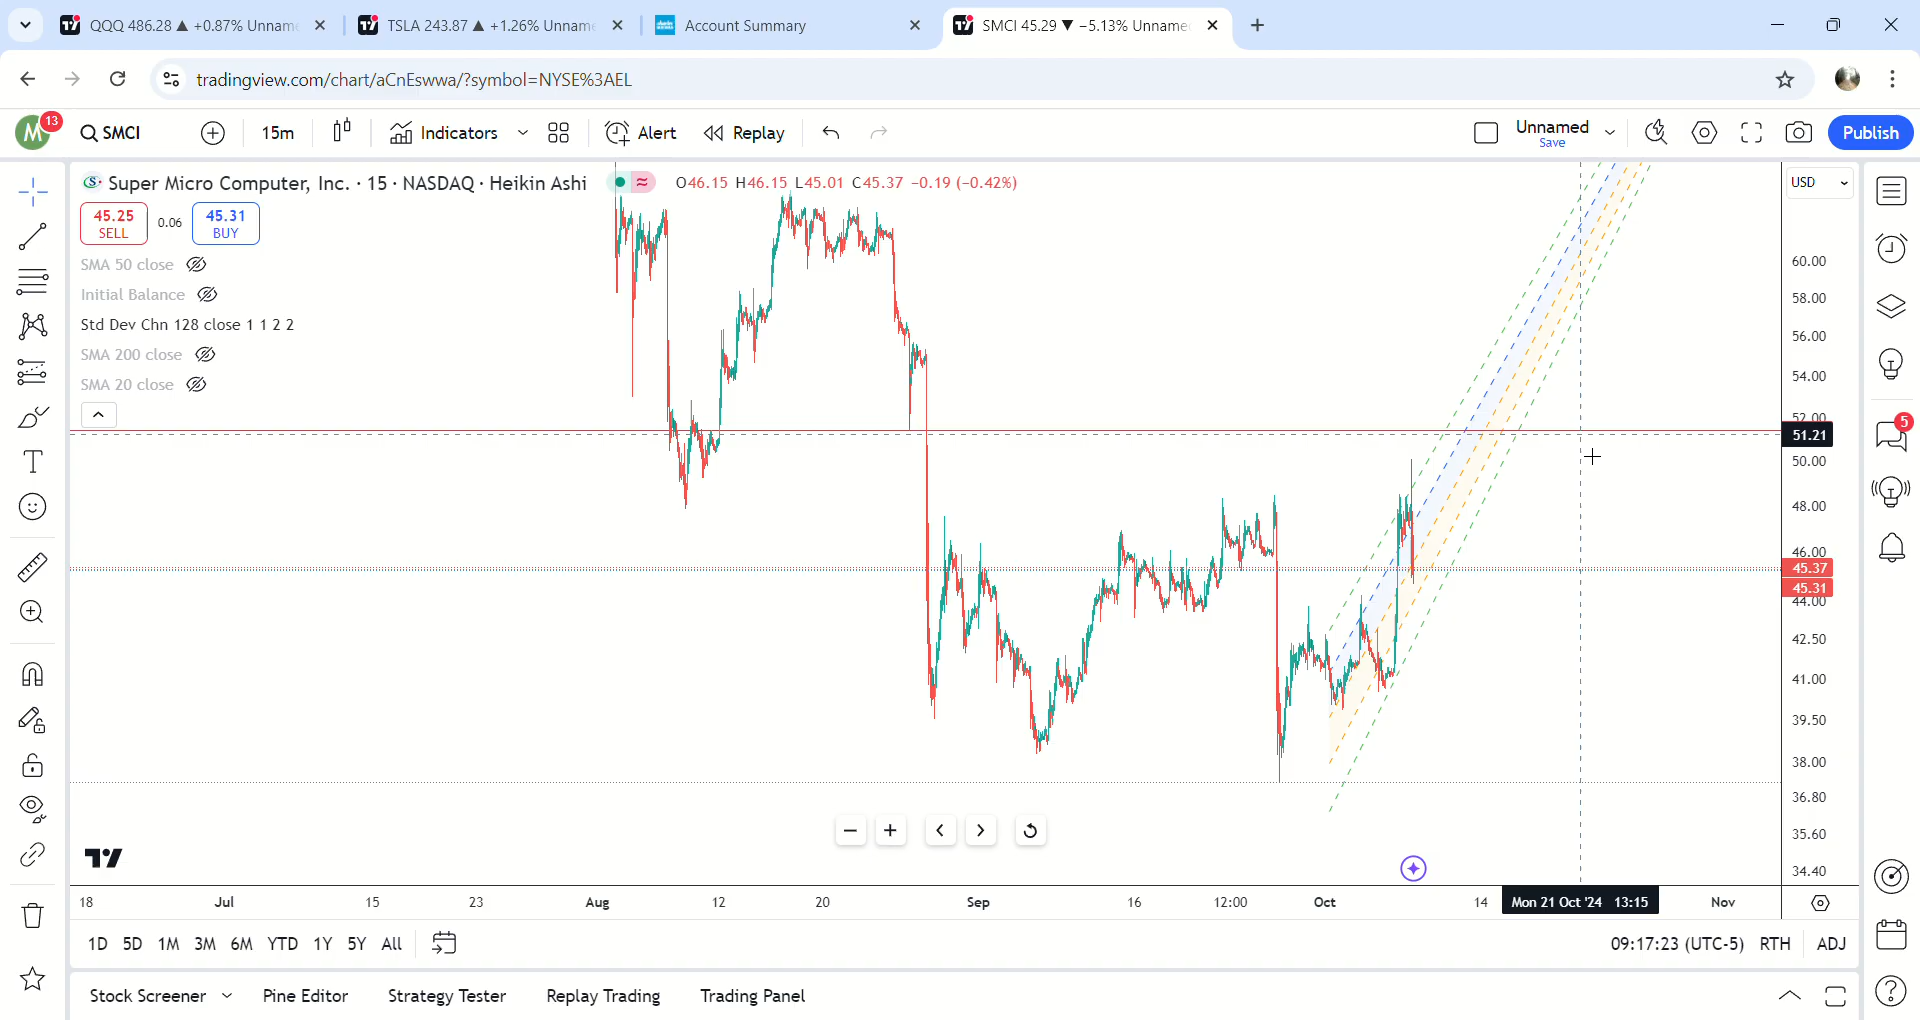 QQQ 486.28 ▲ +0.87% Unnam
TSLA 243.87 ▲ +1.26% Unname
Account Summary
SMCI 45.29 ▼ −5.13% Unname
tradingview.com/chart/aCnEswwa/?symbol=NYSE%3AEL
M 13
SMCI
15m
Indicators
Alert
Replay
Unnamed
Save
Publish
Super Micro Computer, Inc. · 15 · NASDAQ · Heikin Ashi
O46.15 H46.15 L45.01 C45.37 −0.19 (−0.42%)
USD
45.25
SELL
0.06
45.31
BUY
SMA 50 close
Initial Balance
Std Dev Chn 128 close 1 1 2 2
SMA 200 close
SMA 20 close
60.00
58.00
56.00
54.00
52.00
51.21
50.00
48.00
46.00
45.37
45.31
44.00
42.50
41.00
39.50
38.00
36.80
35.60
34.40
5
18 Jul 15 23 Aug 12 20 Sep 16 12:00 Oct 14 Mon 21 Oct '24 13:15 Nov
1D 5D 1M 3M 6M YTD 1Y 5Y All
09:17:23 (UTC-5) RTH ADJ
Stock Screener Pine Editor Strategy Tester Replay Trading Trading Panel